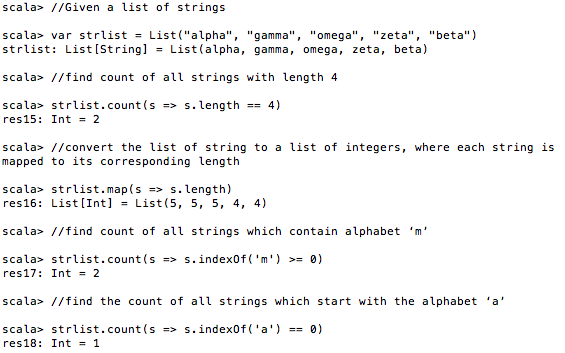 scala> //Given a list of strings
scala> var strlist = List("alpha", "gamma", "omega", "zeta", "beta")
strlist: List[String] = List(alpha, gamma, omega, zeta, beta)
scala> //find count of all strings with length 4
scala> strlist.count(s => s.length == 4)
res15: Int = 2
scala> //convert the list of string to a list of integers, where each string is
mapped to its corresponding length
scala> strlist.map(s => s.length)
res16: List[Int] = List(5, 5, 5, 4, 4)
scala> //find count of all strings which contain alphabet ‘m’
scala> strlist.count(s => s.indexOf('m') >= 0)
res17: Int = 2
scala> //find the count of all strings which start with the alphabet ‘a’
scala> strlist.count(s => s.indexOf('a') == 0)
res18: Int = 1